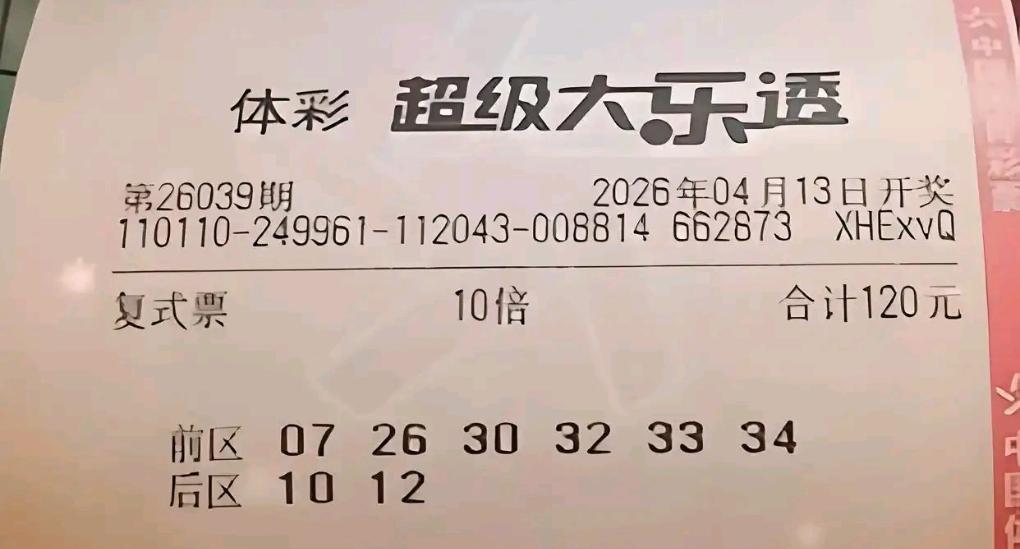 体彩 超级大乐透
第26039期 2026年04月13日开奖
110110-249961-112043-008814 662673 XHExvQ
复式票 10倍 合计120元
前区 07 26 30 32 33 34
后区 10 12